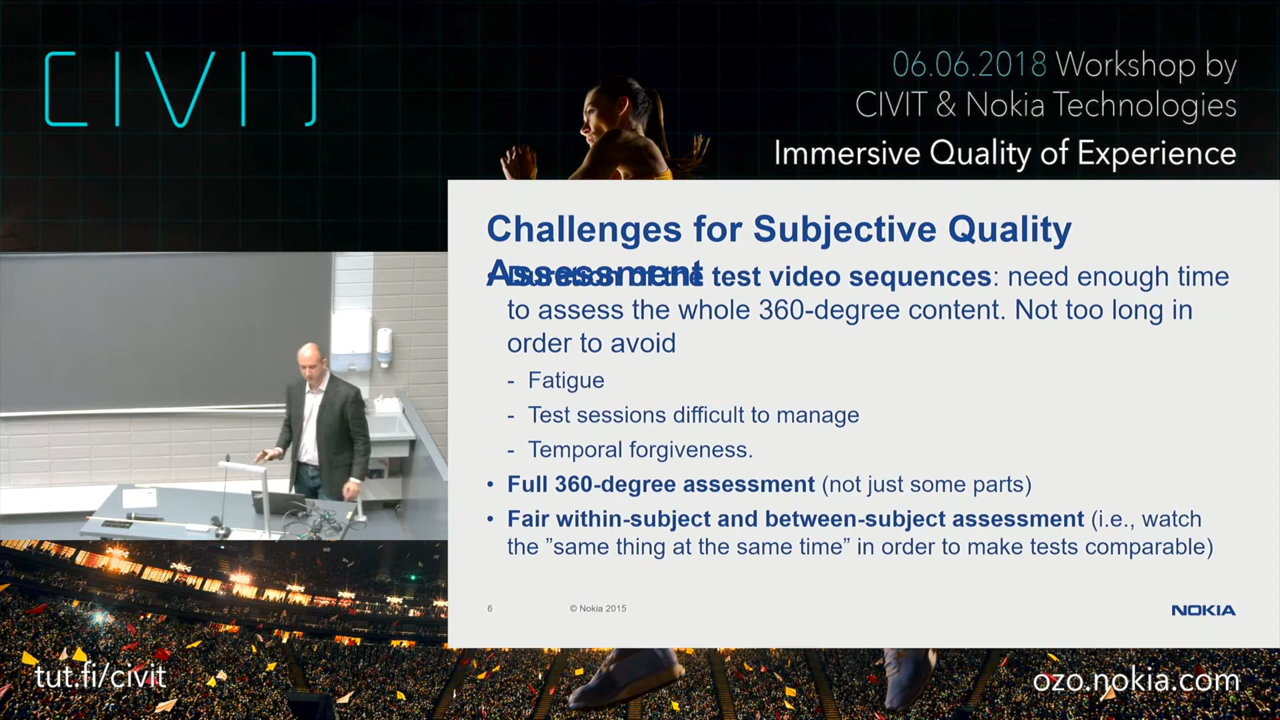 CIVIT
06.06.2018 Workshop by
CIVIT & Nokia Technologies
Immersive Quality of Experience
Challenges for Subjective Quality
Assessment
• Duration of the test video sequences: need enough time
to assess the whole 360-degree content. Not too long in
order to avoid
- Fatigue
- Test sessions difficult to manage
- Temporal forgiveness.
• Full 360-degree assessment (not just some parts)
• Fair within-subject and between-subject assessment (i.e., watch
the ”same thing at the same time” in order to make tests comparable)
6 © Nokia 2015 NOKIA
tut.fi/civit
ozo.nokia.com